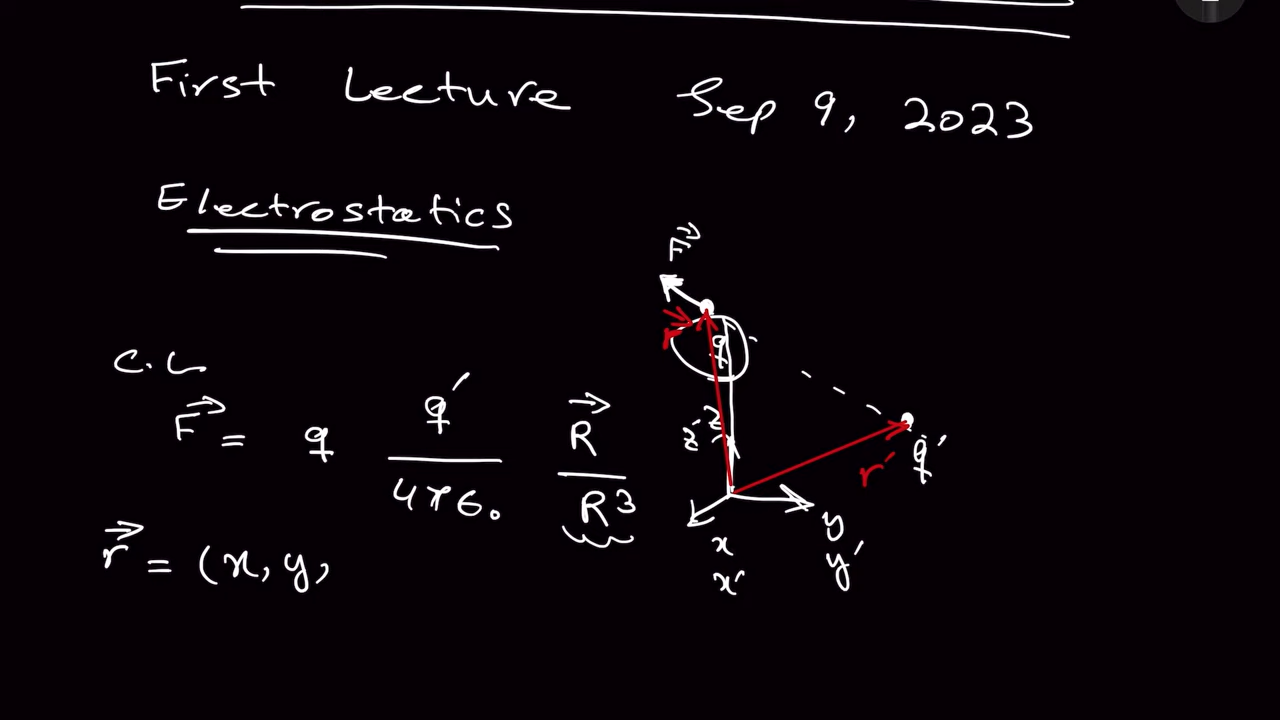 First Lecture Sep 9, 2023
Electrostatics
F⃗
r
q
C.L
F⃗ = q q′ / 4πε₀ R⃗ / R³
z′ z
r′ q′
y
x
y′
x′
r⃗ = (x, y,